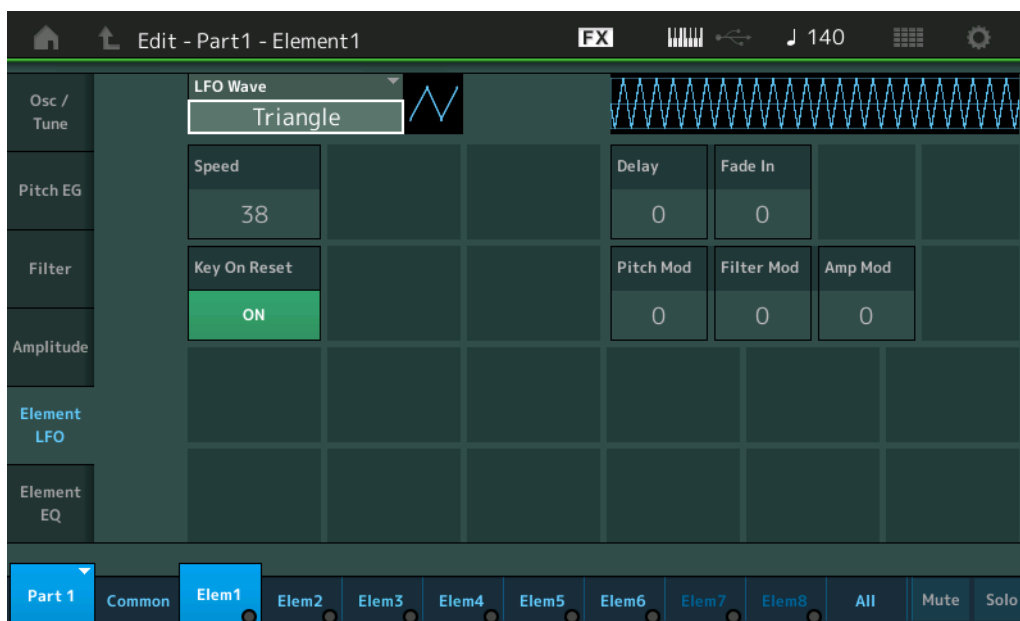 Edit - Part1 - Element1 FX ♩ 140
Osc /
Tune
Pitch EG
Filter
Amplitude
Element
LFO
Element
EQ
LFO Wave
Triangle
Speed
38
Delay
0
Fade In
0
Key On Reset
ON
Pitch Mod
0
Filter Mod
0
Amp Mod
0
Part 1 Common Elem1 Elem2 Elem3 Elem4 Elem5 Elem6 Elem7 Elem8 All Mute Solo